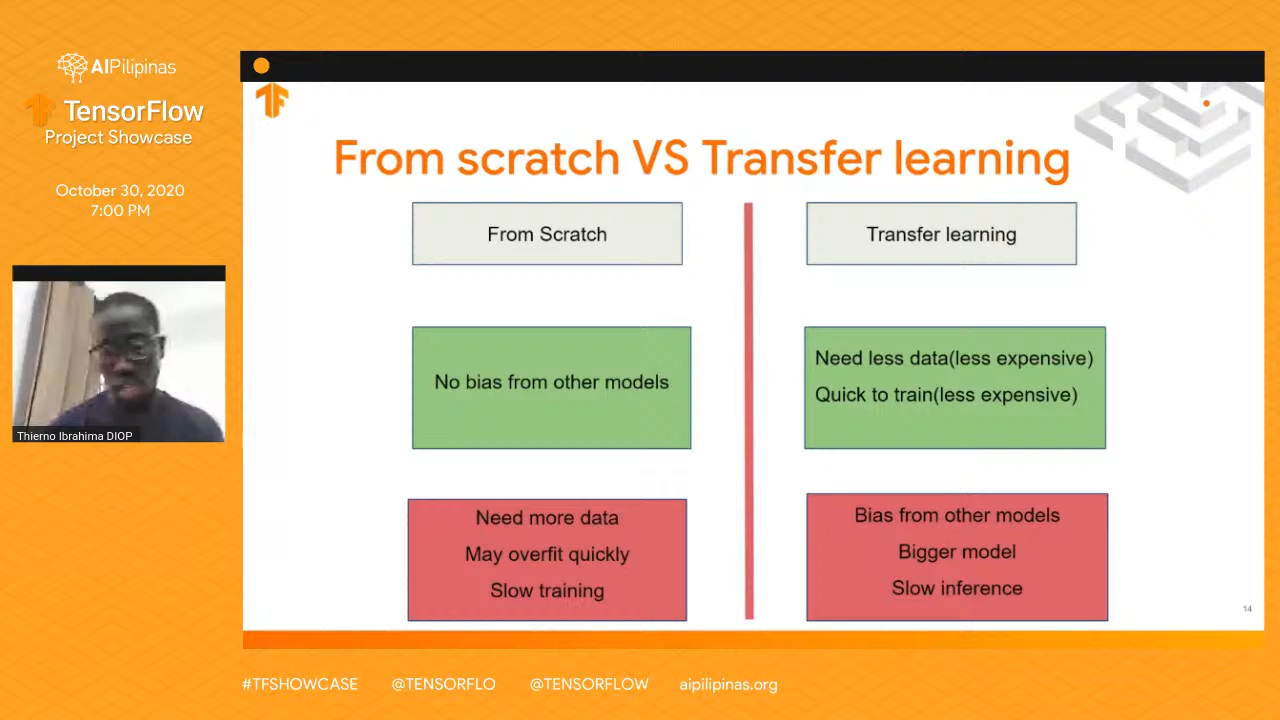 AIPilipinas
TensorFlow
Project Showcase
October 30, 2020
7:00 PM
Thierno Ibrahima DIOP
From scratch VS Transfer learning
From Scratch
Transfer learning
No bias from other models
Need less data(less expensive)
Quick to train(less expensive)
Need more data
May overfit quickly
Slow training
Bias from other models
Bigger model
Slow inference
14
#TFSHOWCASE @TENSORFLO @TENSORFLOW aipilipinas.org